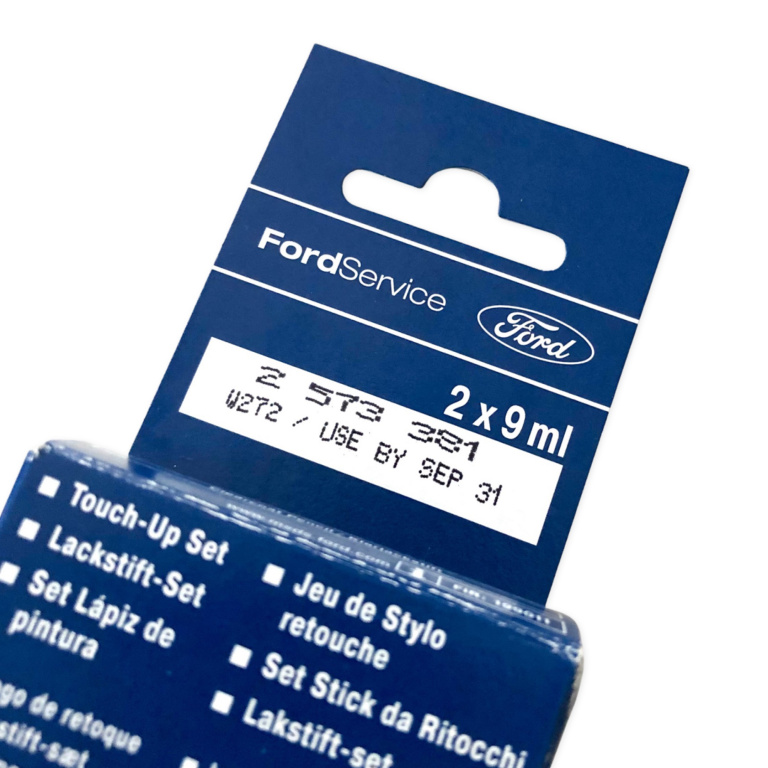 FordService
Ford
2 x 9 ml
2 573 381
W272 / USE BY SEP 31
Touch-Up Set
Lackstift-Set
Set Lápiz de
pintura
go de retoque
stift-sæt
Jeu de Stylo
retouche
Set Stick da Ritocchi
Lakstift-set